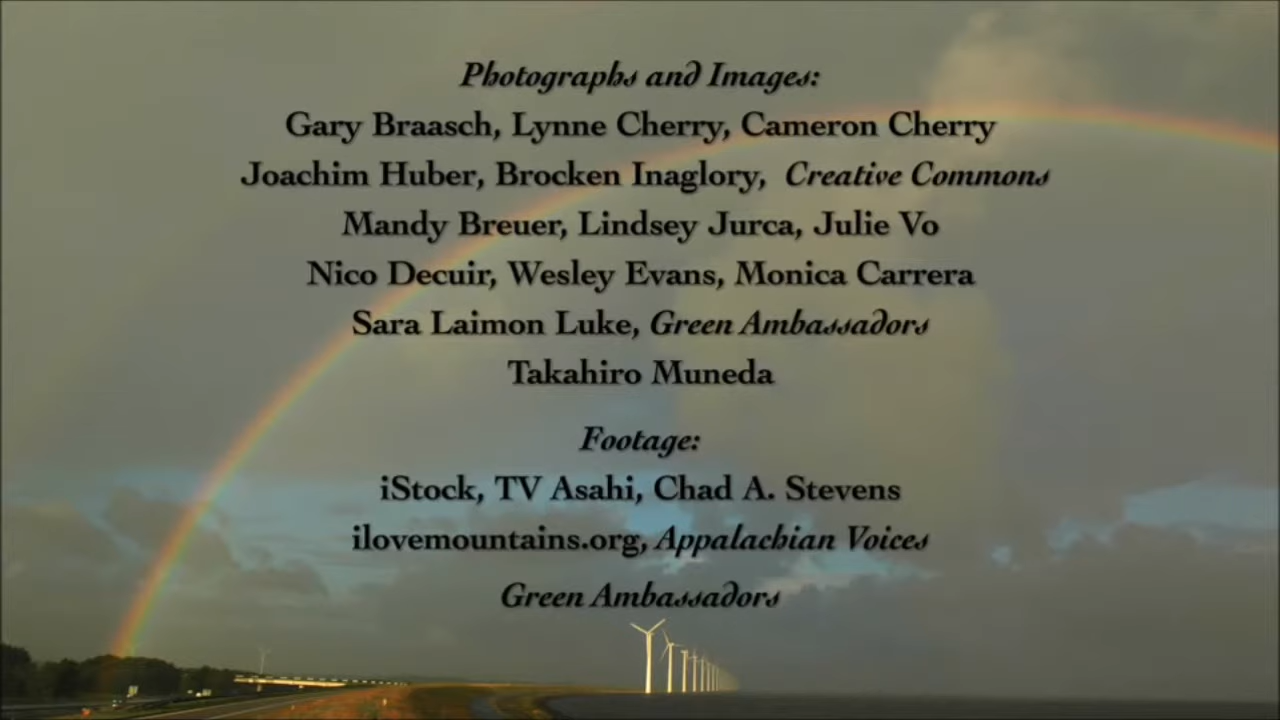 Photographs and Images:
Gary Braasch, Lynne Cherry, Cameron Cherry
Joachim Huber, Brocken Inaglory, Creative Commons
Mandy Breuer, Lindsey Jurca, Julie Vo
Nico Decuir, Wesley Evans, Monica Carrera
Sara Laimon Luke, Green Ambassadors
Takahiro Muneda
Footage:
iStock, TV Asahi, Chad A. Stevens
ilovemountains.org, Appalachian Voices
Green Ambassadors